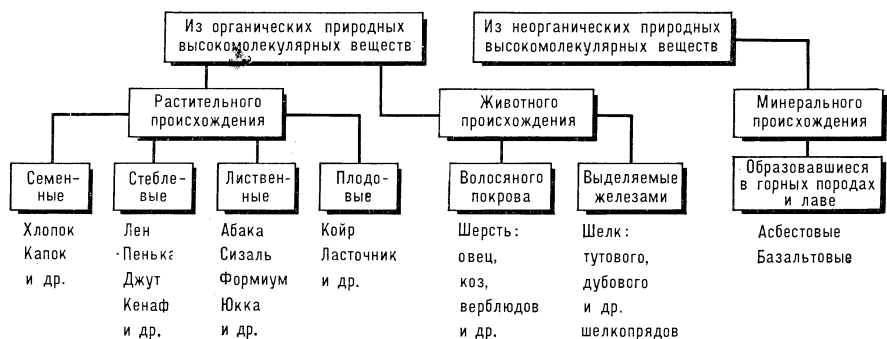 Из органических природных
высокомолекулярных веществ
Из неорганических природных
высокомолекулярных веществ
Растительного
происхождения
Животного
происхождения
Минерального
происхождения
Семен-
ные
Стебле-
вые
Лиственные
ные
Плодо-
вые
Волосяного
покрова
Выделяемые
железами
Образовавшиеся
в горных породах
и лаве
Хлопок
Капок
и др.
Лен
Пенька
Джут
Кенаф
и др.
Абака
Сизаль
Формиум
Юкка
и др.
Койр
Ласточник
и др.
Шерсть:
овец,
коз,
верблюдов
и др.
Шелк:
тутового,
дубового
и др.
шелкопрядов
Асбестовые
Базальтовые